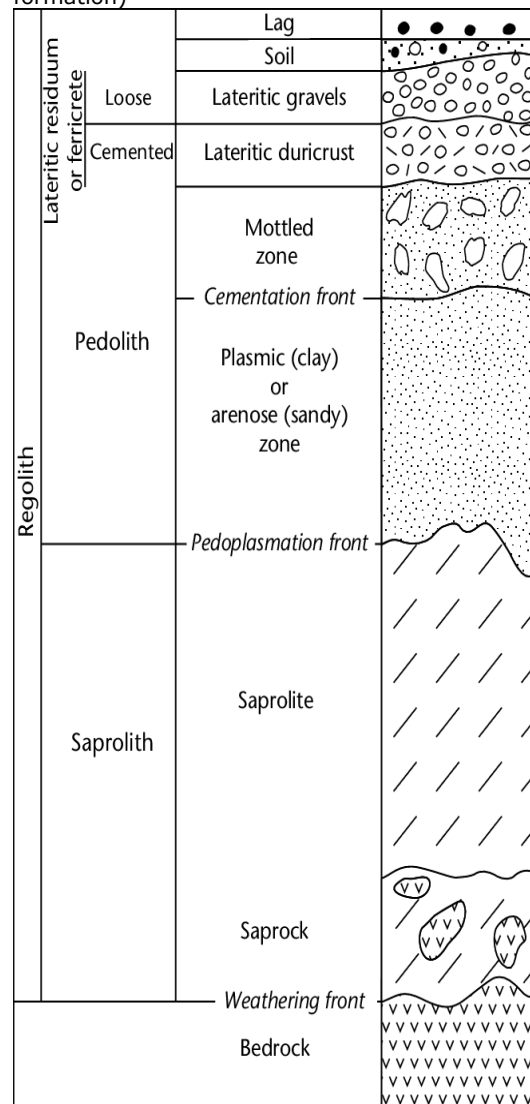 formation)
Lag
Soil
Lateritic residuum
or ferricrete
Loose
Lateritic gravels
Cemented
Lateritic duricrust
Mottled
zone
Cementation front
Pedolith
Plasmic (clay)
or
arenose (sandy)
zone
Regolith
Pedoplasmation front
Saprolite
Saprolith
Saprock
Weathering front
Bedrock